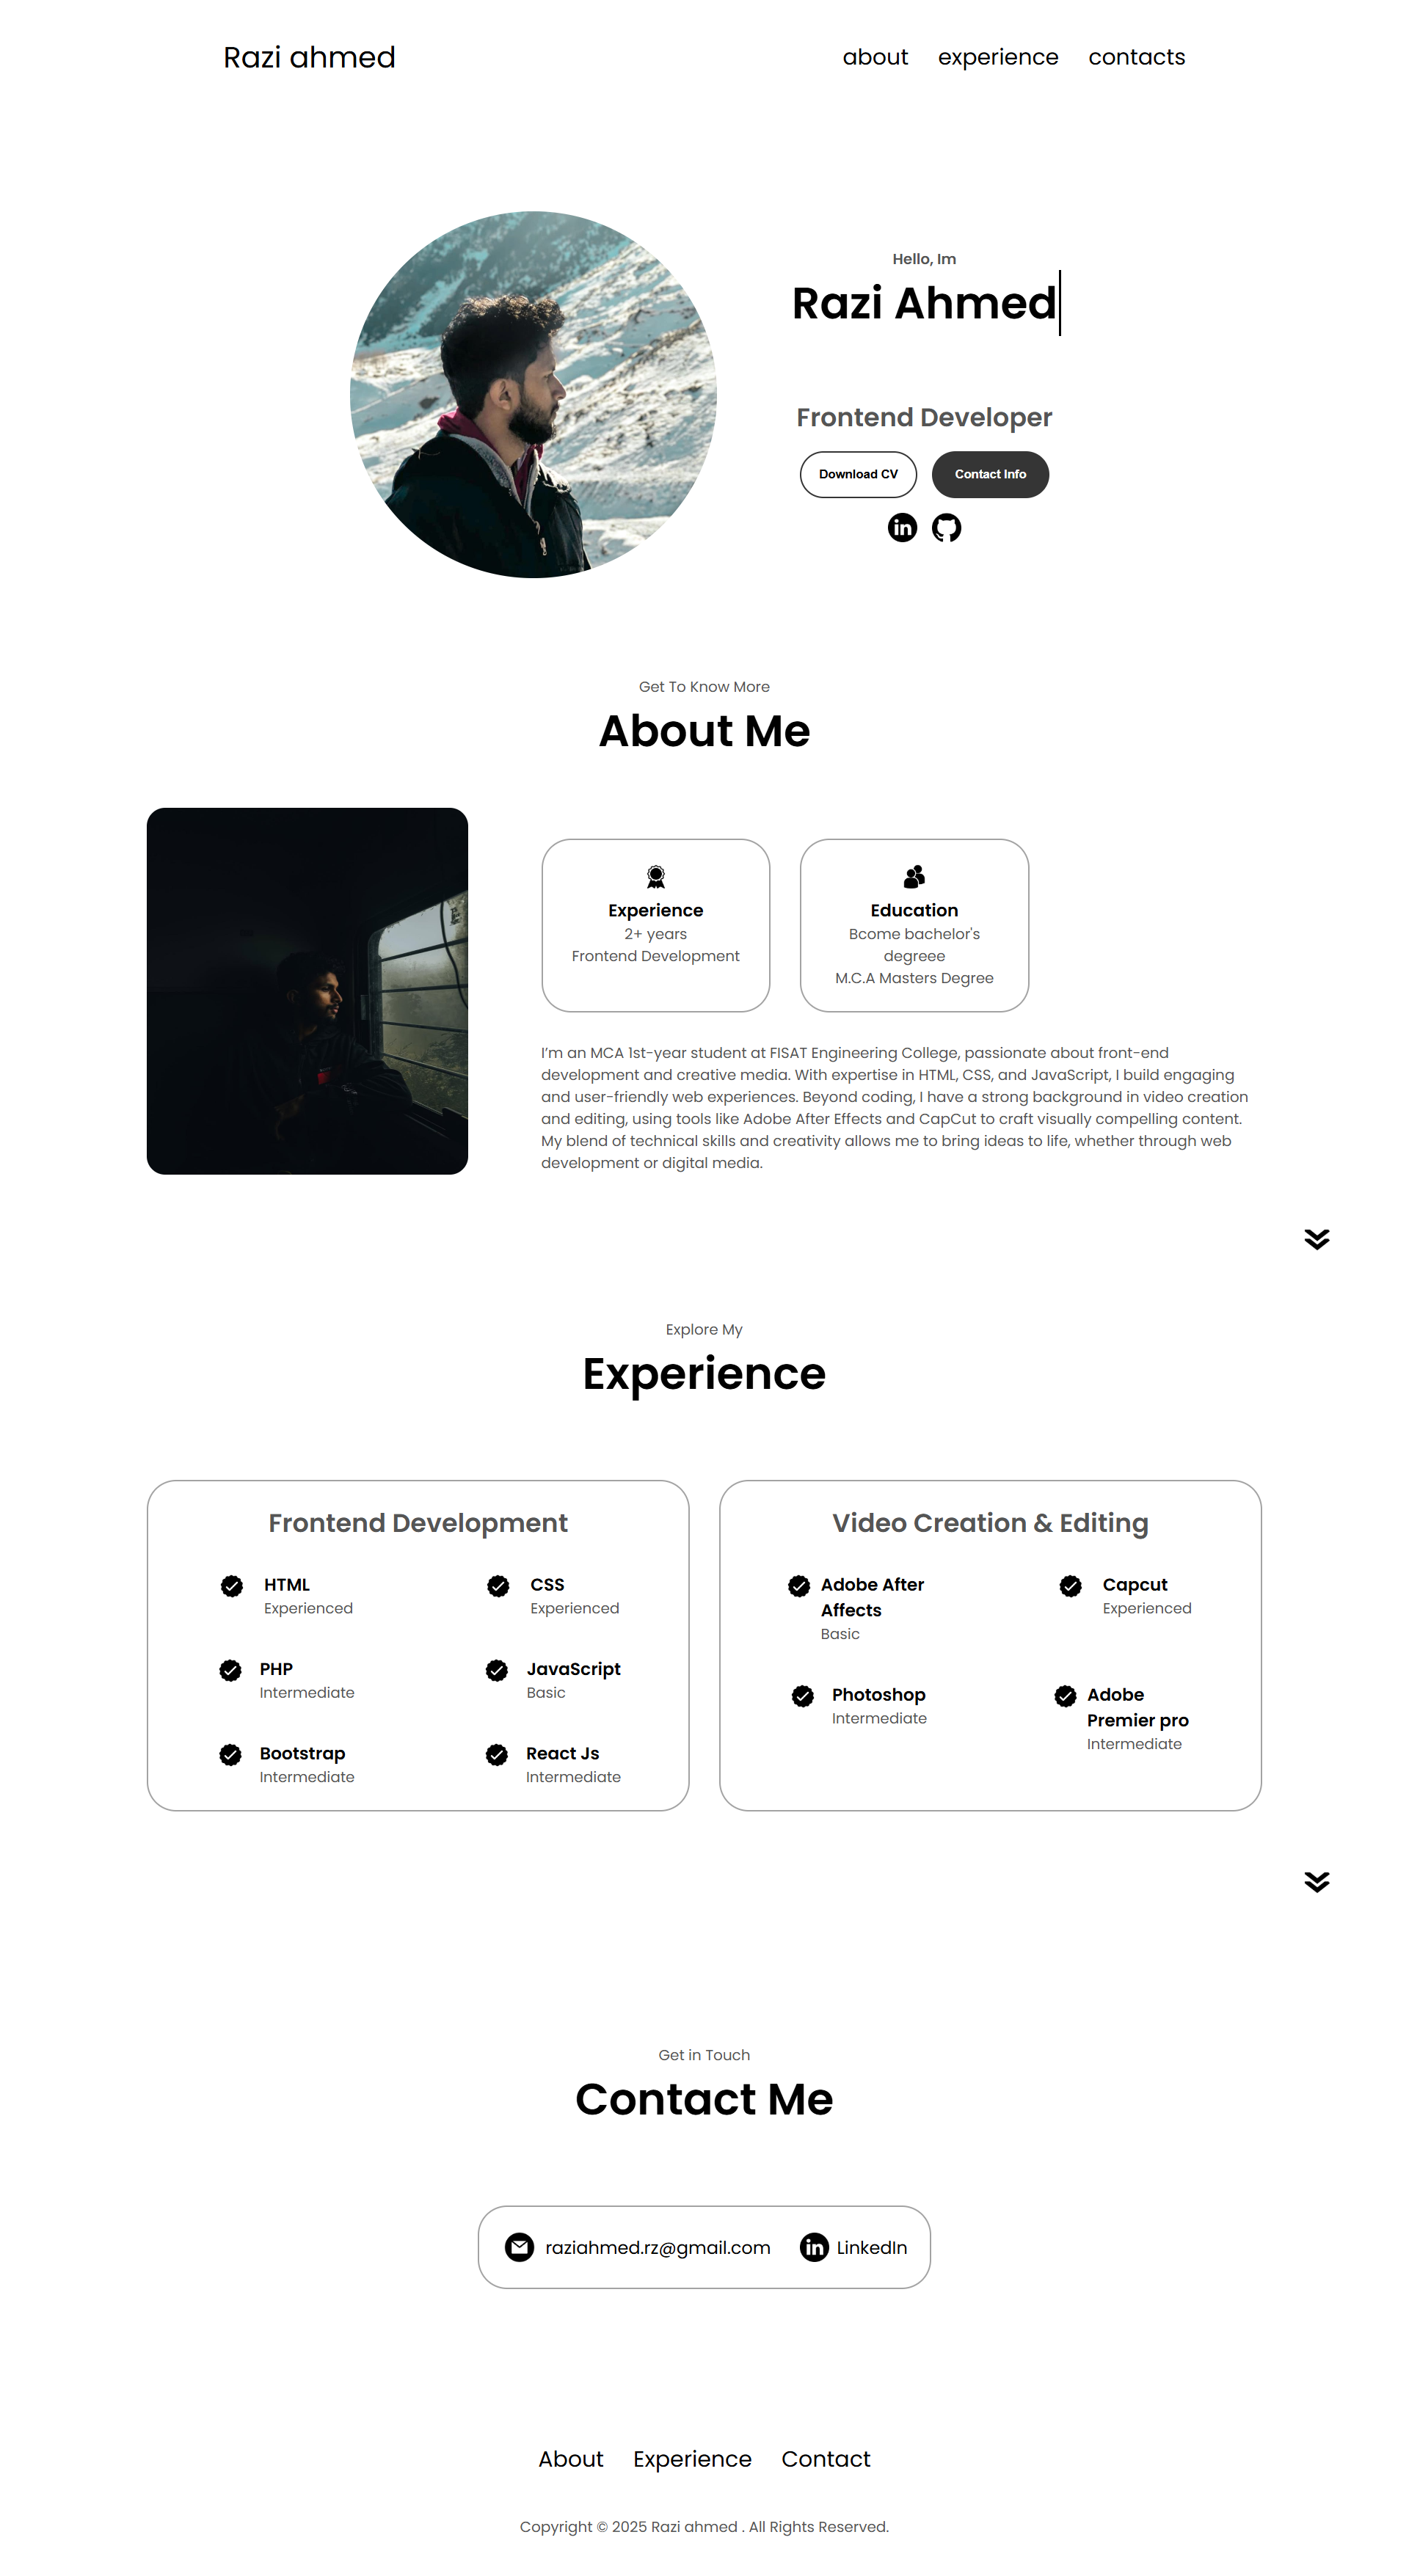 Razi ahmed
about experience contacts
Hello, Im
Razi Ahmed
Frontend Developer
Download CV
Contact Info
Get To Know More
About Me
Experience
2+ years
Frontend Development
Education
Bcome bachelor's
degreee
M.C.A Masters Degree
I'm an MCA 1st-year student at FISAT Engineering College, passionate about front-end
development and creative media. With expertise in HTML, CSS, and JavaScript, I build engaging
and user-friendly web experiences. Beyond coding, I have a strong background in video creation
and editing, using tools like Adobe After Effects and CapCut to craft visually compelling content.
My blend of technical skills and creativity allows me to bring ideas to life, whether through web
development or digital media.
Explore My
Experience
Frontend Development
HTML
Experienced
CSS
Experienced
PHP
Intermediate
JavaScript
Basic
Bootstrap
Intermediate
React Js
Intermediate
Video Creation & Editing
Adobe After
Affects
Basic
Capcut
Experienced
Photoshop
Intermediate
Adobe
Premier pro
Intermediate
Get in Touch
Contact Me
raziahmed.rz@gmail.com
LinkedIn
About Experience Contact
Copyright © 2025 Razi ahmed . All Rights Reserved.